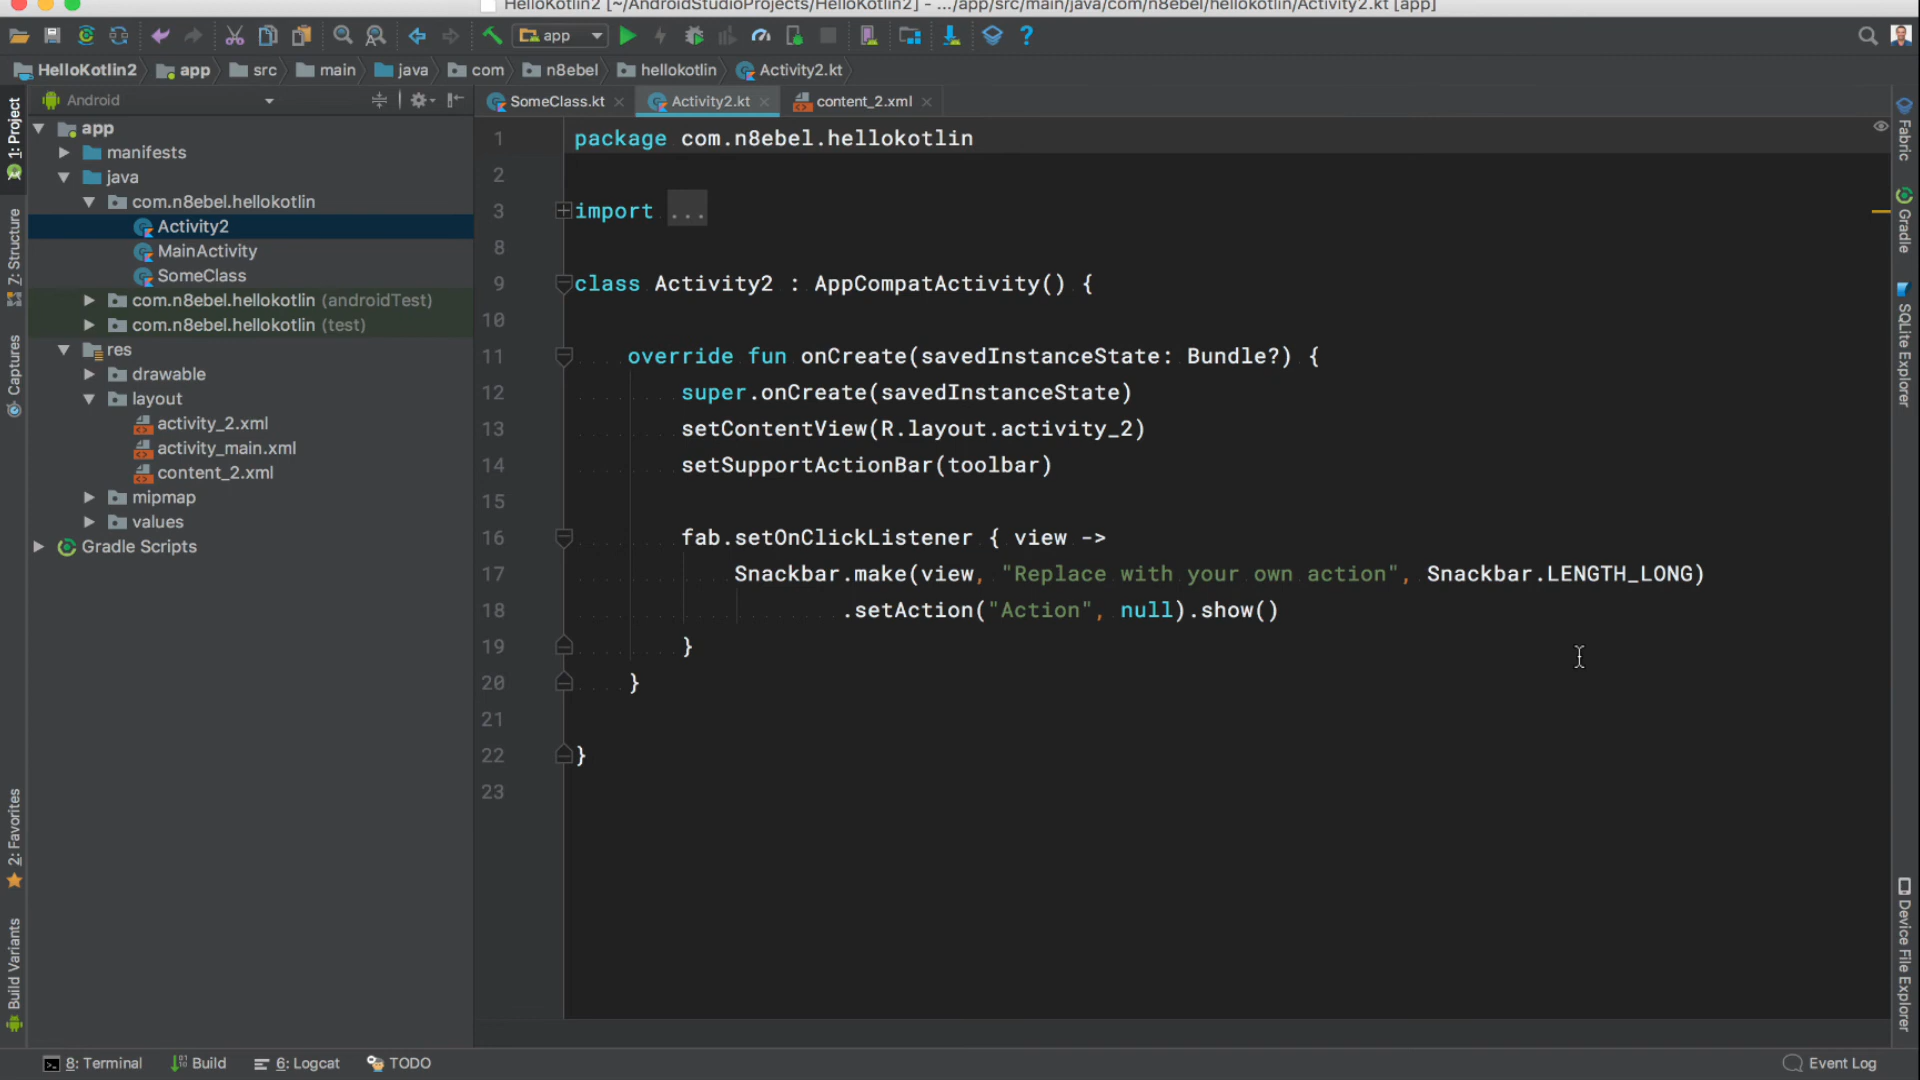 HelloKotlin2 [~/AndroidStudioProjects/HelloKotlin2] - .../app/src/main/java/com/n8ebel/hellokotlin/Activity2.kt [app]
app
HelloKotlin2 app src main java com n8ebel hellokotlin Activity2.kt
Android
SomeClass.kt Activity2.kt content_2.xml
1: Project
Z: Structure
Captures
2: Favorites
Build Variants
app
manifests
java
com.n8ebel.hellokotlin
Activity2
MainActivity
SomeClass
com.n8ebel.hellokotlin (androidTest)
com.n8ebel.hellokotlin (test)
res
drawable
layout
activity_2.xml
activity_main.xml
content_2.xml
mipmap
values
Gradle Scripts
1 package com.n8ebel.hellokotlin
2
3 import ...
8
9 class Activity2 : AppCompatActivity() {
10
11 override fun onCreate(savedInstanceState: Bundle?) {
12 super.onCreate(savedInstanceState)
13 setContentView(R.layout.activity_2)
14 setSupportActionBar(toolbar)
15
16 fab.setOnClickListener { view ->
17 Snackbar.make(view, "Replace with your own action", Snackbar.LENGTH_LONG)
18 .setAction("Action", null).show()
19 }
20 }
21
22 }
23
Fabric
Gradle
SQLite Explorer
Device File Explorer
8: Terminal Build 6: Logcat TODO Event Log